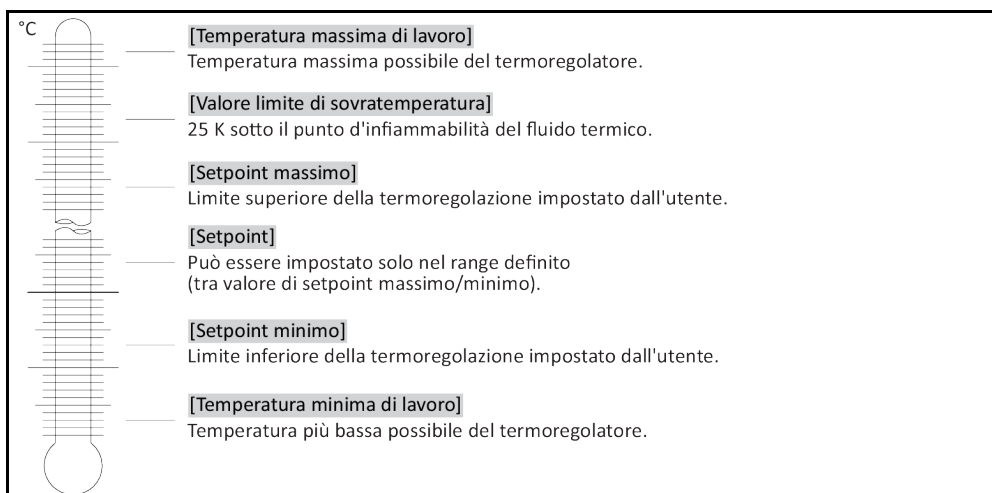 °C
[Temperatura massima di lavoro]
Temperatura massima possibile del termoregolatore.
[Valore limite di sovratemperatura]
25 K sotto il punto d'infiammabilità del fluido termico.
[Setpoint massimo]
Limite superiore della termoregolazione impostato dall'utente.
[Setpoint]
Può essere impostato solo nel range definito
(tra valore di setpoint massimo/minimo).
[Setpoint minimo]
Limite inferiore della termoregolazione impostato dall'utente.
[Temperatura minima di lavoro]
Temperatura più bassa possibile del termoregolatore.